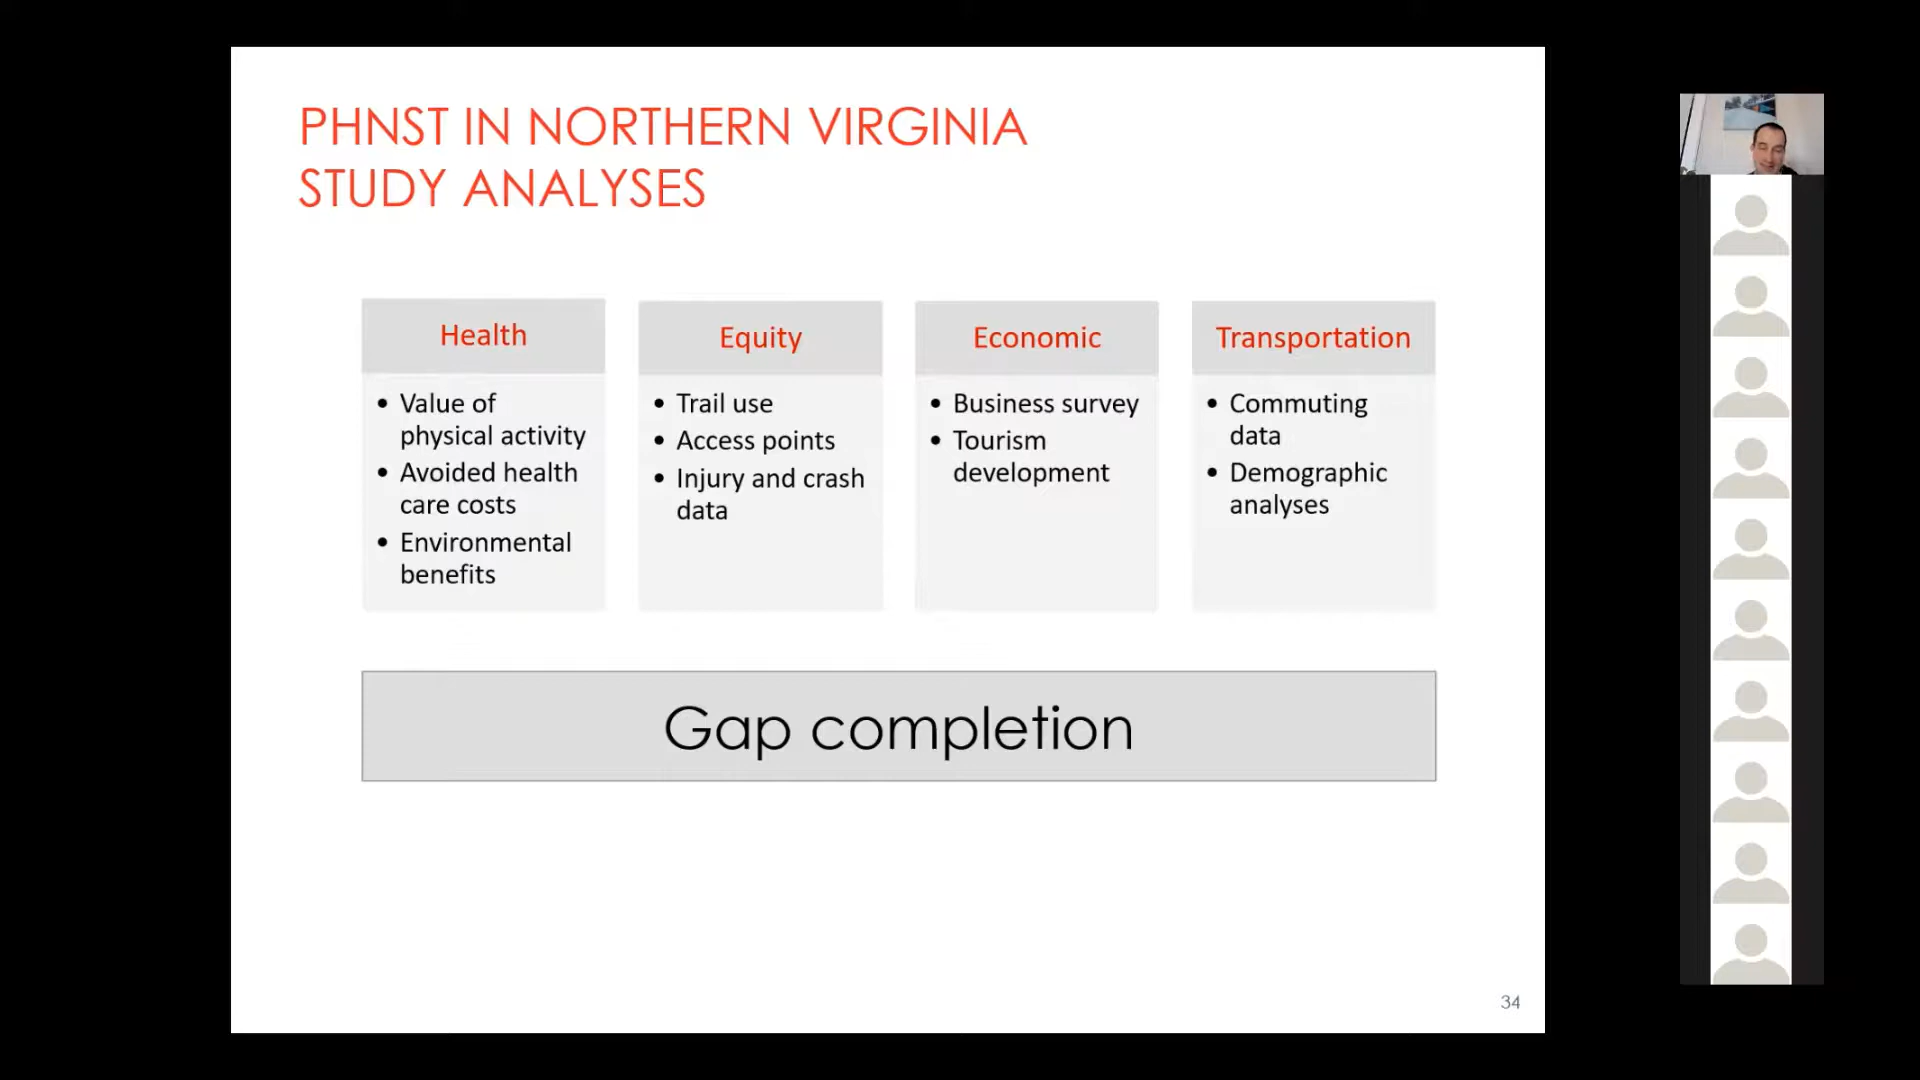 PHNST IN NORTHERN VIRGINIA
STUDY ANALYSES
Health
• Value of
physical activity
• Avoided health
care costs
• Environmental
benefits
Equity
• Trail use
• Access points
• Injury and crash
data
Economic
• Business survey
• Tourism
development
Transportation
• Commuting
data
• Demographic
analyses
Gap completion
34